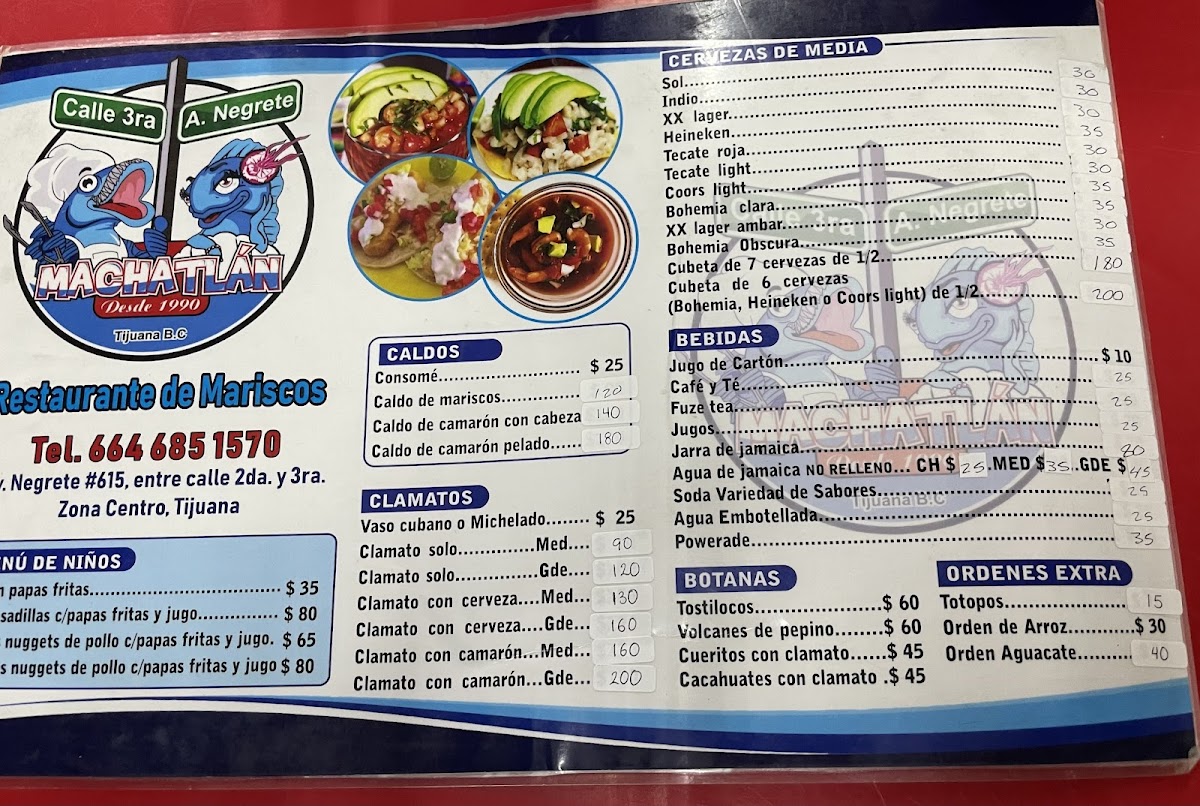 Calle 3ra
A. Negrete
MACHATLÁN
Desde 1990
Tijuana B.C
Restaurante de Mariscos
Tel. 664 685 1570
Negrete #615, entre calle 2da. y 3ra.
Zona Centro, Tijuana
NIÑOS
papas fritas.............................. $ 35
c/papas fritas y jugo.............. $ 80
nuggets de pollo c/papas fritas y jugo. $ 65
nuggets de pollo c/papas fritas y jugo $ 80
CALDOS
Consomé.......................... $ 25
Caldo de mariscos............... 120
Caldo de camarón con cabeza 140
Caldo de camarón pelado...... 180
CLAMATOS
Vaso cubano o Michelado........ $ 25
Clamato solo..............Med.... 90
Clamato solo...............Gde.... 120
Clamato con cerveza....Med... 130
Clamato con cerveza....Gde... 160
Clamato con camarón...Med... 160
Clamato con camarón...Gde... 200
CERVEZAS DE MEDIA
Sol.......... 30
Indio.......... 30
XX lager.......... 30
Heineken.......... 35
Tecate roja.......... 30
Tecate light.......... 30
Coors light.......... 35
Bohemia clara.......... 35
XX lager ambar.......... 30
Bohemia Obscura.......... 35
Cubeta de 7 cervezas de 1/2.......... 180
Cubeta de 6 cervezas
(Bohemia, Heineken o Coors light) de 1/2.......... 200
BEBIDAS
Jugo de Cartón.......... $ 10
Café y Té.......... 25
Fuze tea.......... 25
Jugos.......... 25
Jarra de jamaica.......... 80
Agua de jamaica NO RELLENO... CH $ 25 .MED $ 35..GDE $ 45
Soda Variedad de Sabores.......... 25
Agua Embotellada.......... 25
Powerade.......... 35
BOTANAS
Tostilocos.....................$ 60
Volcanes de pepino........$ 60
Cueritos con clamato......$ 45
Cacahuates con clamato .$ 45
ORDENES EXTRA
Totopos..................... 15
Orden de Arroz...........$ 30
Orden Aguacate......... 40
Calle 3ra
A. Negrete
MACHATLÁN
Desde 1990
Tijuana B.C